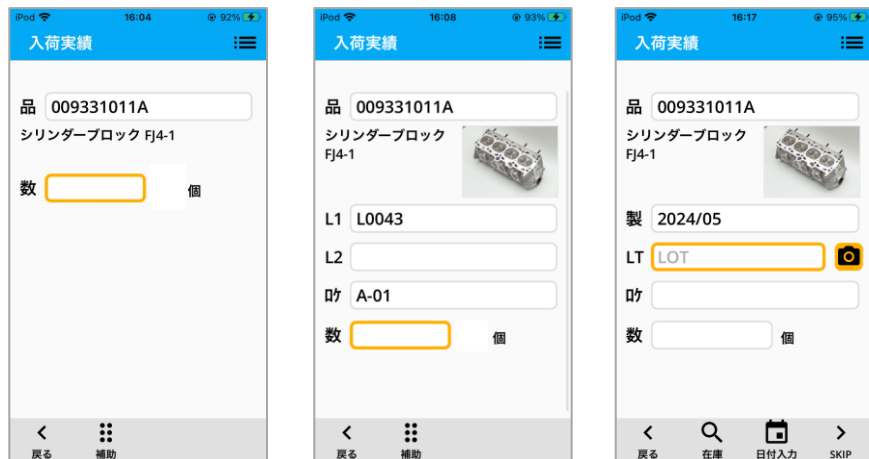 iPod 16:04 92%
入荷実績
品 009331011A
シリンダーブロック FJ4-1
数 個
戻る 補助
iPod 16:08 93%
入荷実績
品 009331011A
シリンダーブロック
FJ4-1
L1 L0043
L2
ﾛｹ A-01
数 個
戻る 補助
iPod 16:17 95%
入荷実績
品 009331011A
シリンダーブロック
FJ4-1
製 2024/05
LT LOT
ﾛｹ
数 個
戻る 在庫 日付入力 SKIP